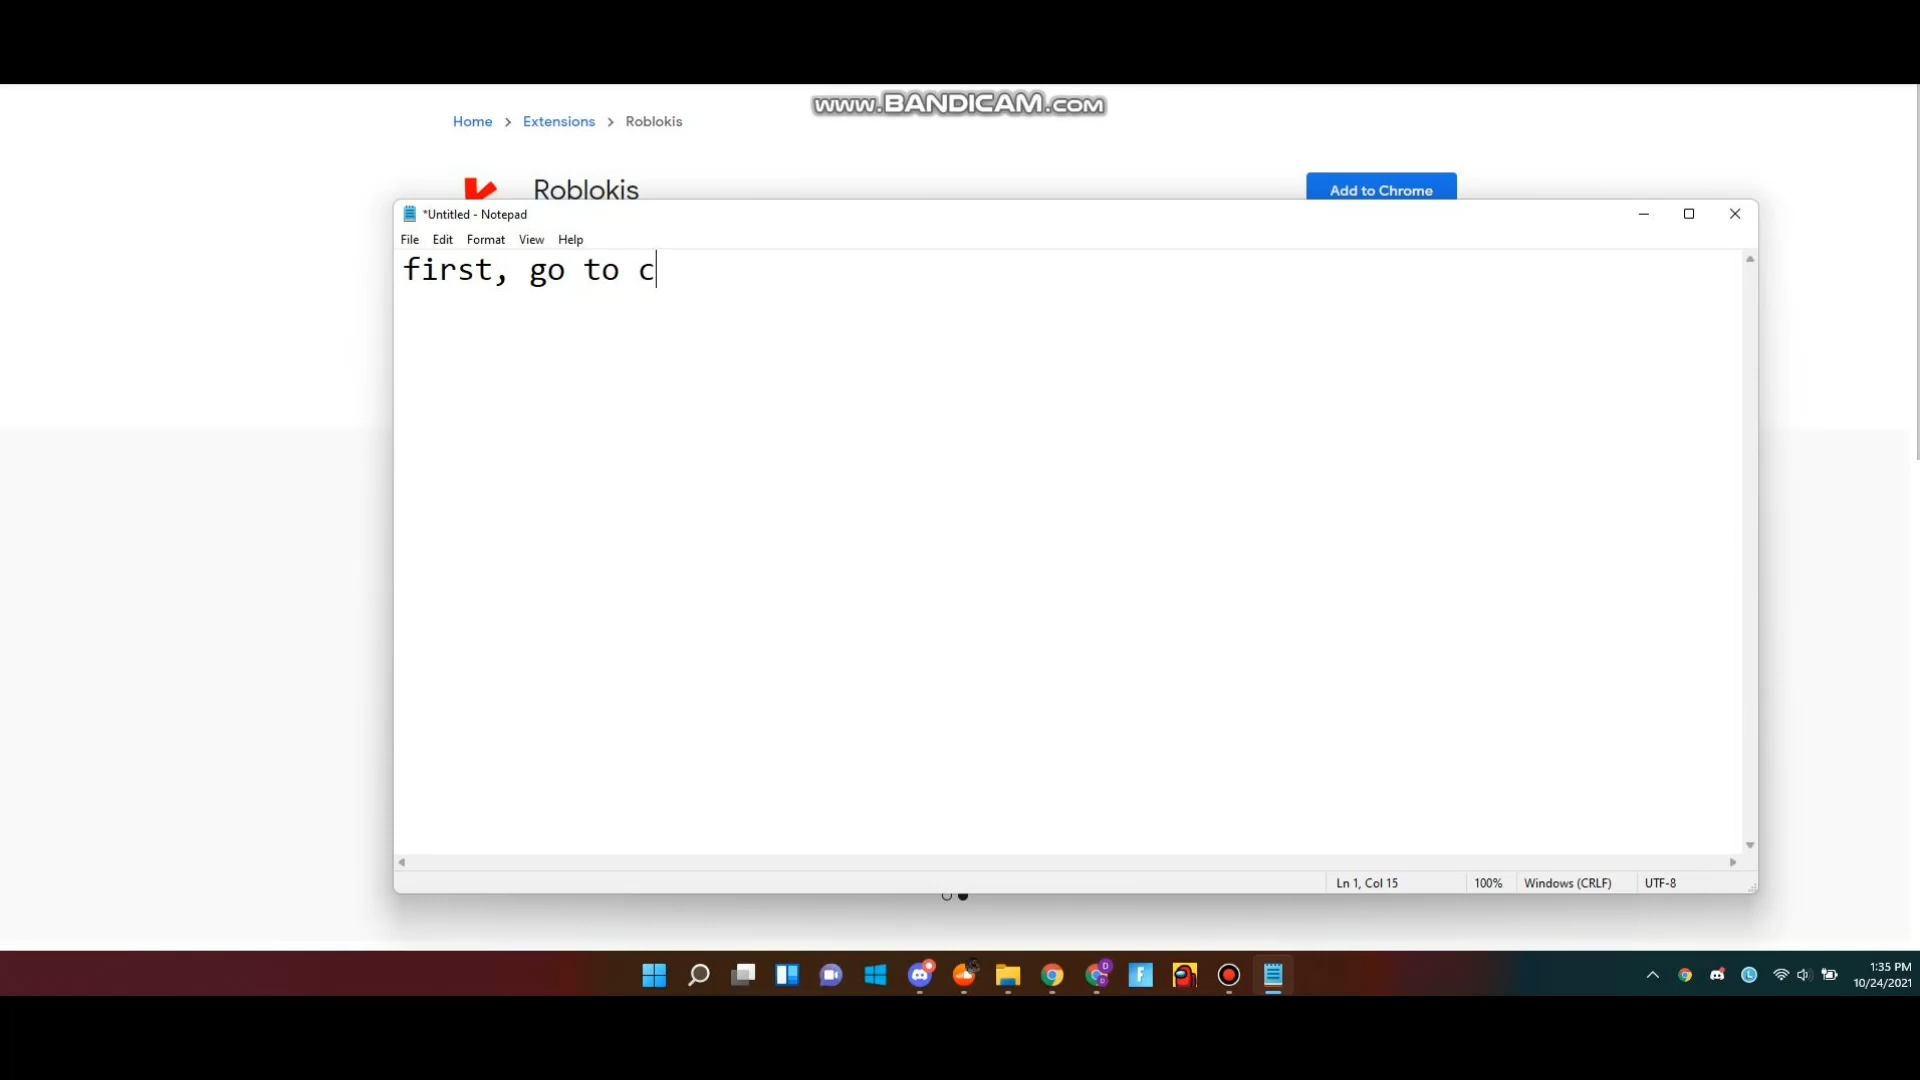 www.BANDICAM.com
Home > Extensions > Roblokis
Roblokis
Add to Chrome
*Untitled - Notepad
File Edit Format View Help
first, go to c
Ln 1, Col 15 100% Windows (CRLF) UTF-8
1:35 PM
10/24/2021